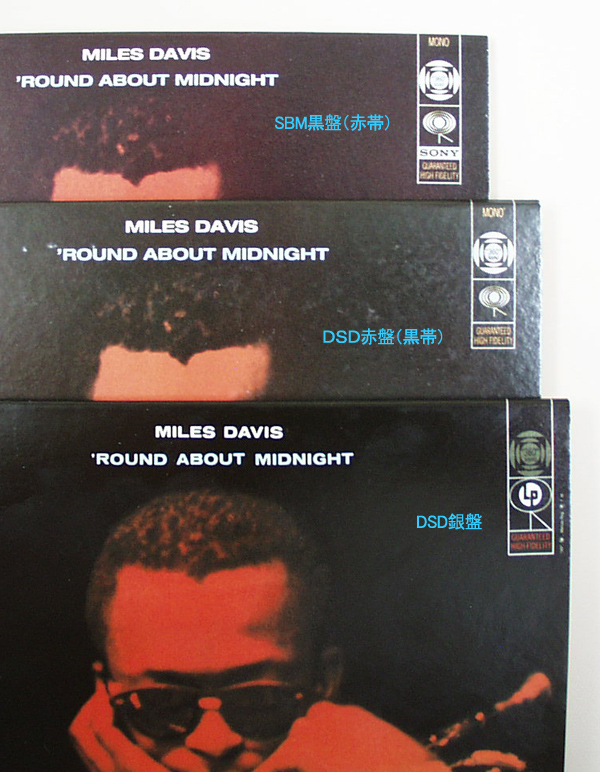 MILES DAVIS
'ROUND ABOUT MIDNIGHT
MONO
SBM黒盤(赤帯)
SONY
GUARANTEED
HIGH FIDELITY
MILES DAVIS
'ROUND ABOUT MIDNIGHT
MONO
DSD赤盤(黒帯)
GUARANTEED
HIGH FIDELITY
MILES DAVIS
'ROUND ABOUT MIDNIGHT
LP
DSD銀盤
GUARANTEED
HIGH-FIDELITY